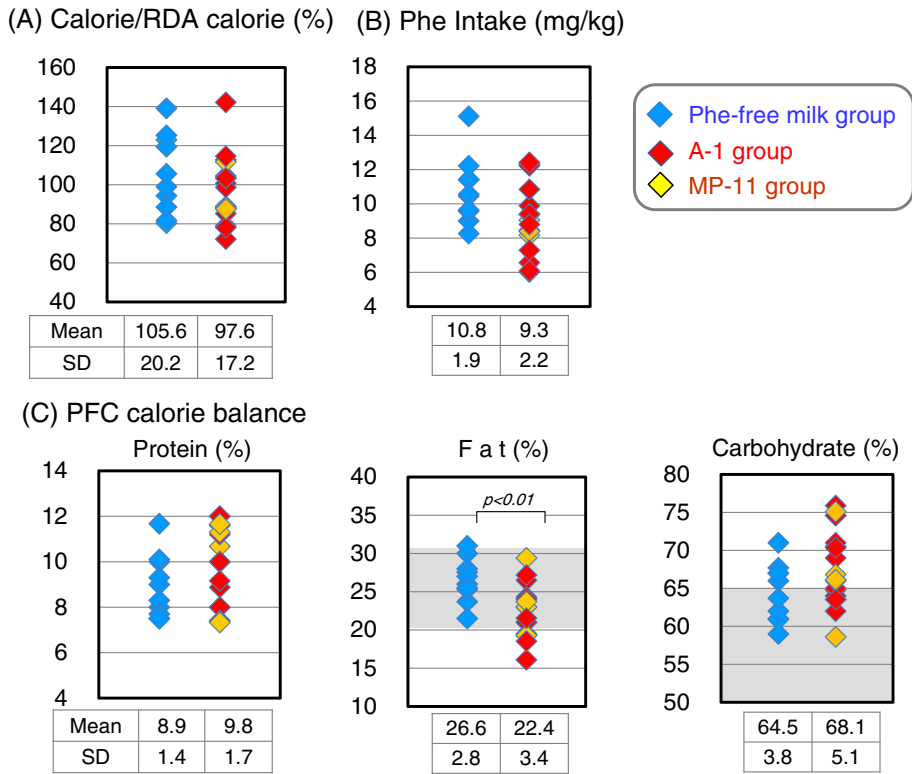 (A) Calorie/RDA calorie (%)
160
140
120
100
80
60
40
Mean 105.6 97.6
SD 20.2 17.2
(B) Phe Intake (mg/kg)
18
16
14
12
10
8
6
4
10.8 9.3
1.9 2.2
Phe-free milk group
A-1 group
MP-11 group
(C) PFC calorie balance
Protein (%)
14
12
10
8
6
4
Mean 8.9 9.8
SD 1.4 1.7
F a t (%)
40
35
30
25
20
15
10
p<0.01
26.6 22.4
2.8 3.4
Carbohydrate (%)
80
75
70
65
60
55
50
64.5 68.1
3.8 5.1